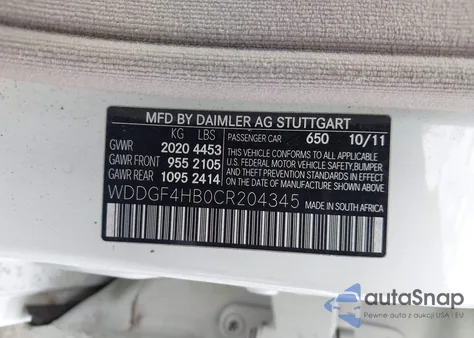 MFD BY DAIMLER AG STUTTGART
KG LBS PASSENGER CAR 650 10/11
GVWR 2020 4453 THIS VEHICLE CONFORMS TO ALL APPLICABLE
GAWR FRONT 955 2105 U.S. FEDERAL MOTOR VEHICLE SAFETY, BUMPER
GAWR REAR 1095 2414 AND THEFT PREVENTION STANDARDS IN EFFECT
ON THE DATE OF MANUFACTURE SHOWN ABOVE
WDDGF4HB0CR204345 MADE IN SOUTH AFRICA
autoSnap
Pewne auta z aukcji USA i EU